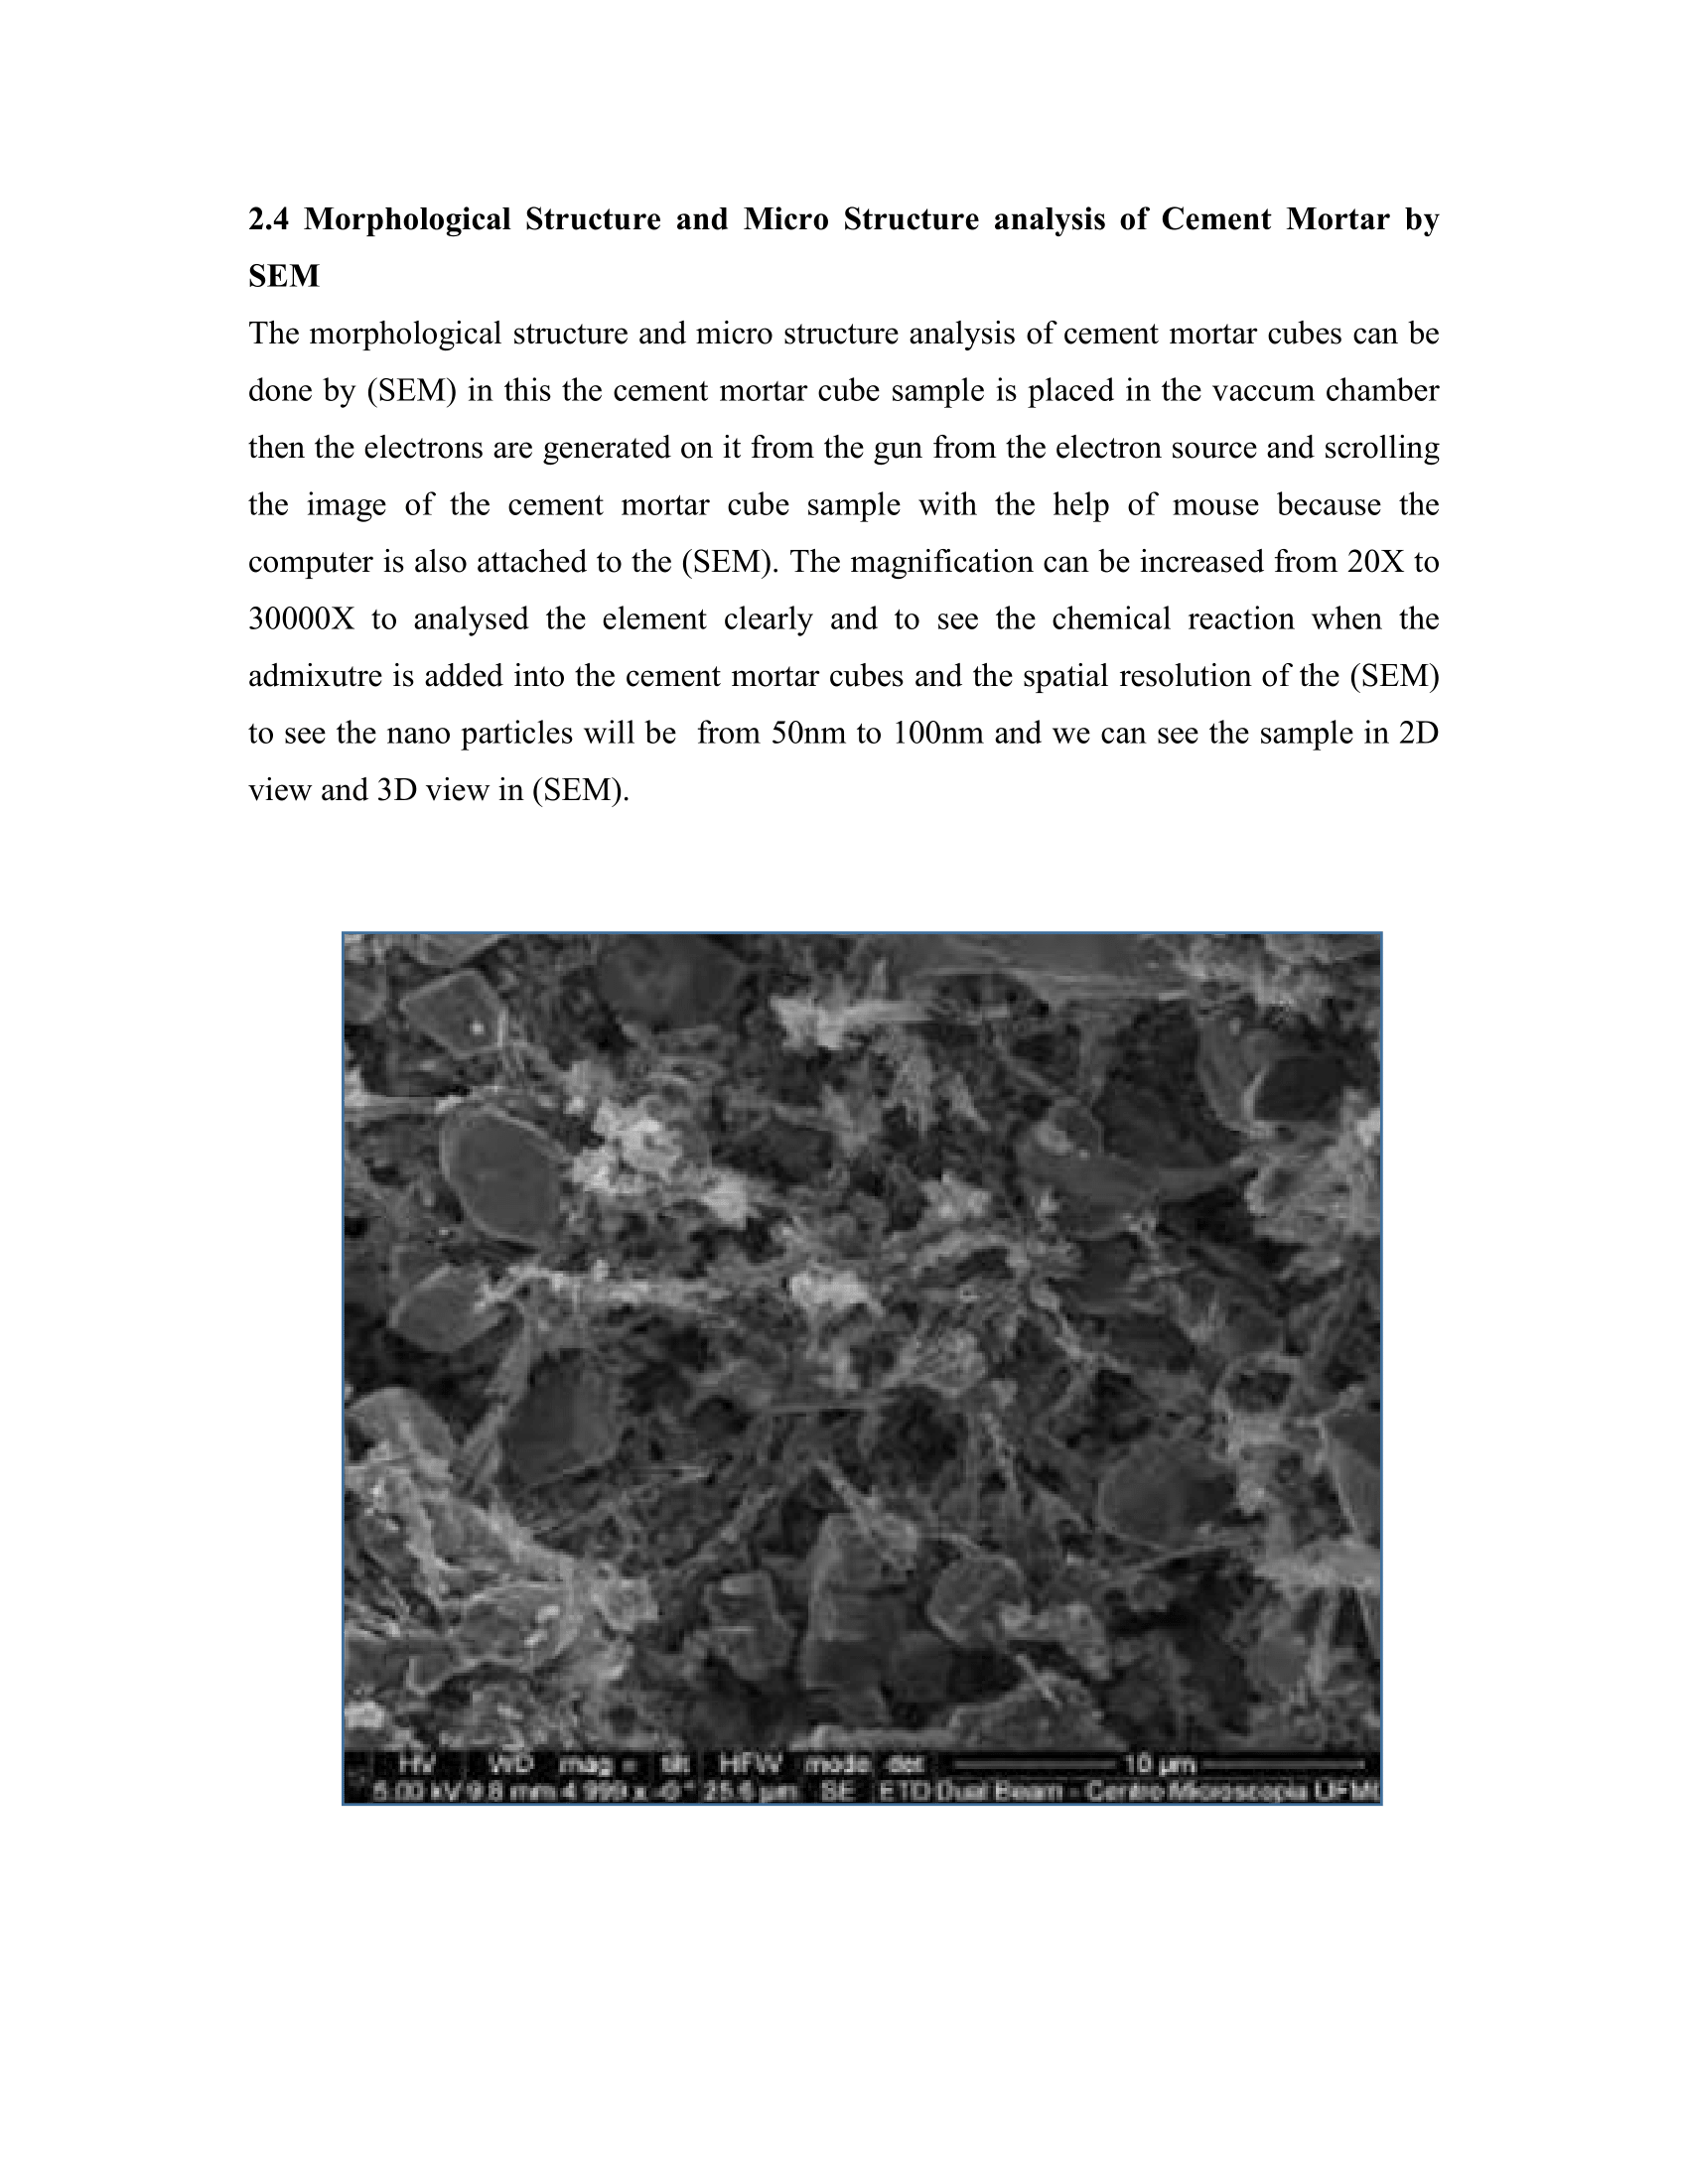 2.4 Morphological Structure and Micro Structure analysis of Cement Mortar by
SEM
The morphological structure and micro structure analysis of cement mortar cubes can be
done by (SEM) in this the cement mortar cube sample is placed in the vaccum chamber
then the electrons are generated on it from the gun from the electron source and scrolling
the image of the cement mortar cube sample with the help of mouse because the
computer is also attached to the (SEM). The magnification can be increased from 20X to
30000X to analysed the element clearly and to see the chemical reaction when the
admixutre is added into the cement mortar cubes and the spatial resolution of the (SEM)
to see the nano particles will be  from 50nm to 100nm and we can see the sample in 2D
view and 3D view in (SEM).
HV WD mag = tilt HFW mode det 10 µm
5.00 kV 9.8 mm 25.6 µm SE ETD Dual Beam - Centro Microscopia